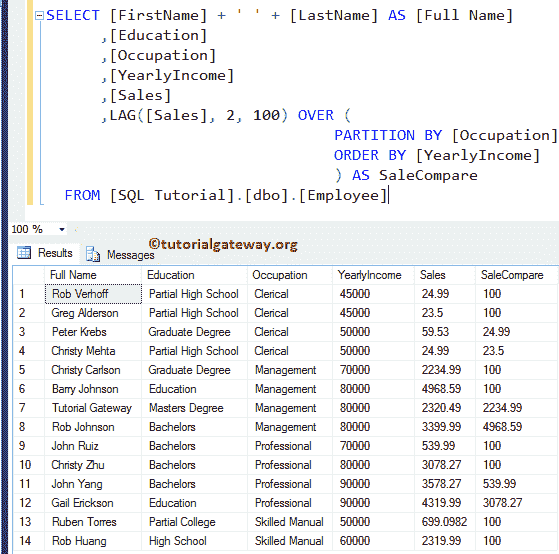 SELECT [FirstName] + ' ' + [LastName] AS [Full Name]
,[Education]
,[Occupation]
,[YearlyIncome]
,[Sales]
,LAG([Sales], 2, 100) OVER (
PARTITION BY [Occupation]
ORDER BY [YearlyIncome]
) AS SaleCompare
FROM [SQL Tutorial].[dbo].[Employee]
100 %
Results Messages ©tutorialgateway.org
Full Name Education Occupation YearlyIncome Sales SaleCompare
1 Rob Verhoff Partial High School Clerical 45000 24.99 100
2 Greg Alderson Partial High School Clerical 45000 23.5 100
3 Peter Krebs Graduate Degree Clerical 50000 59.53 24.99
4 Christy Mehta Partial High School Clerical 50000 24.99 23.5
5 Christy Carlson Graduate Degree Management 70000 2234.99 100
6 Barry Johnson Education Management 80000 4968.59 100
7 Tutorial Gateway Masters Degree Management 80000 2320.49 2234.99
8 Rob Johnson Bachelors Management 80000 3399.99 4968.59
9 John Ruiz Bachelors Professional 70000 539.99 100
10 Christy Zhu Bachelors Professional 80000 3078.27 100
11 John Yang Bachelors Professional 90000 3578.27 539.99
12 Gail Erickson Education Professional 90000 4319.99 3078.27
13 Ruben Torres Partial College Skilled Manual 50000 699.0982 100
14 Rob Huang High School Skilled Manual 60000 2319.99 100